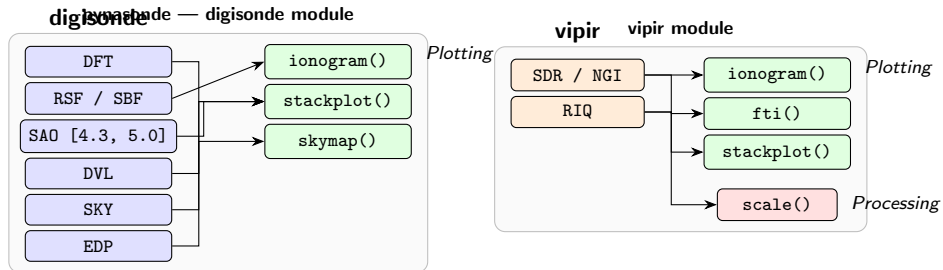 digisonde
pynasonde — digisonde module
DFT
RSF / SBF
SAO [4.3, 5.0]
DVL
SKY
EDP
ionogram()
stackplot()
skymap()
Plotting
vipir
vipir module
SDR / NGI
RIQ
ionogram()
fti()
stackplot()
scale()
Plotting
Processing